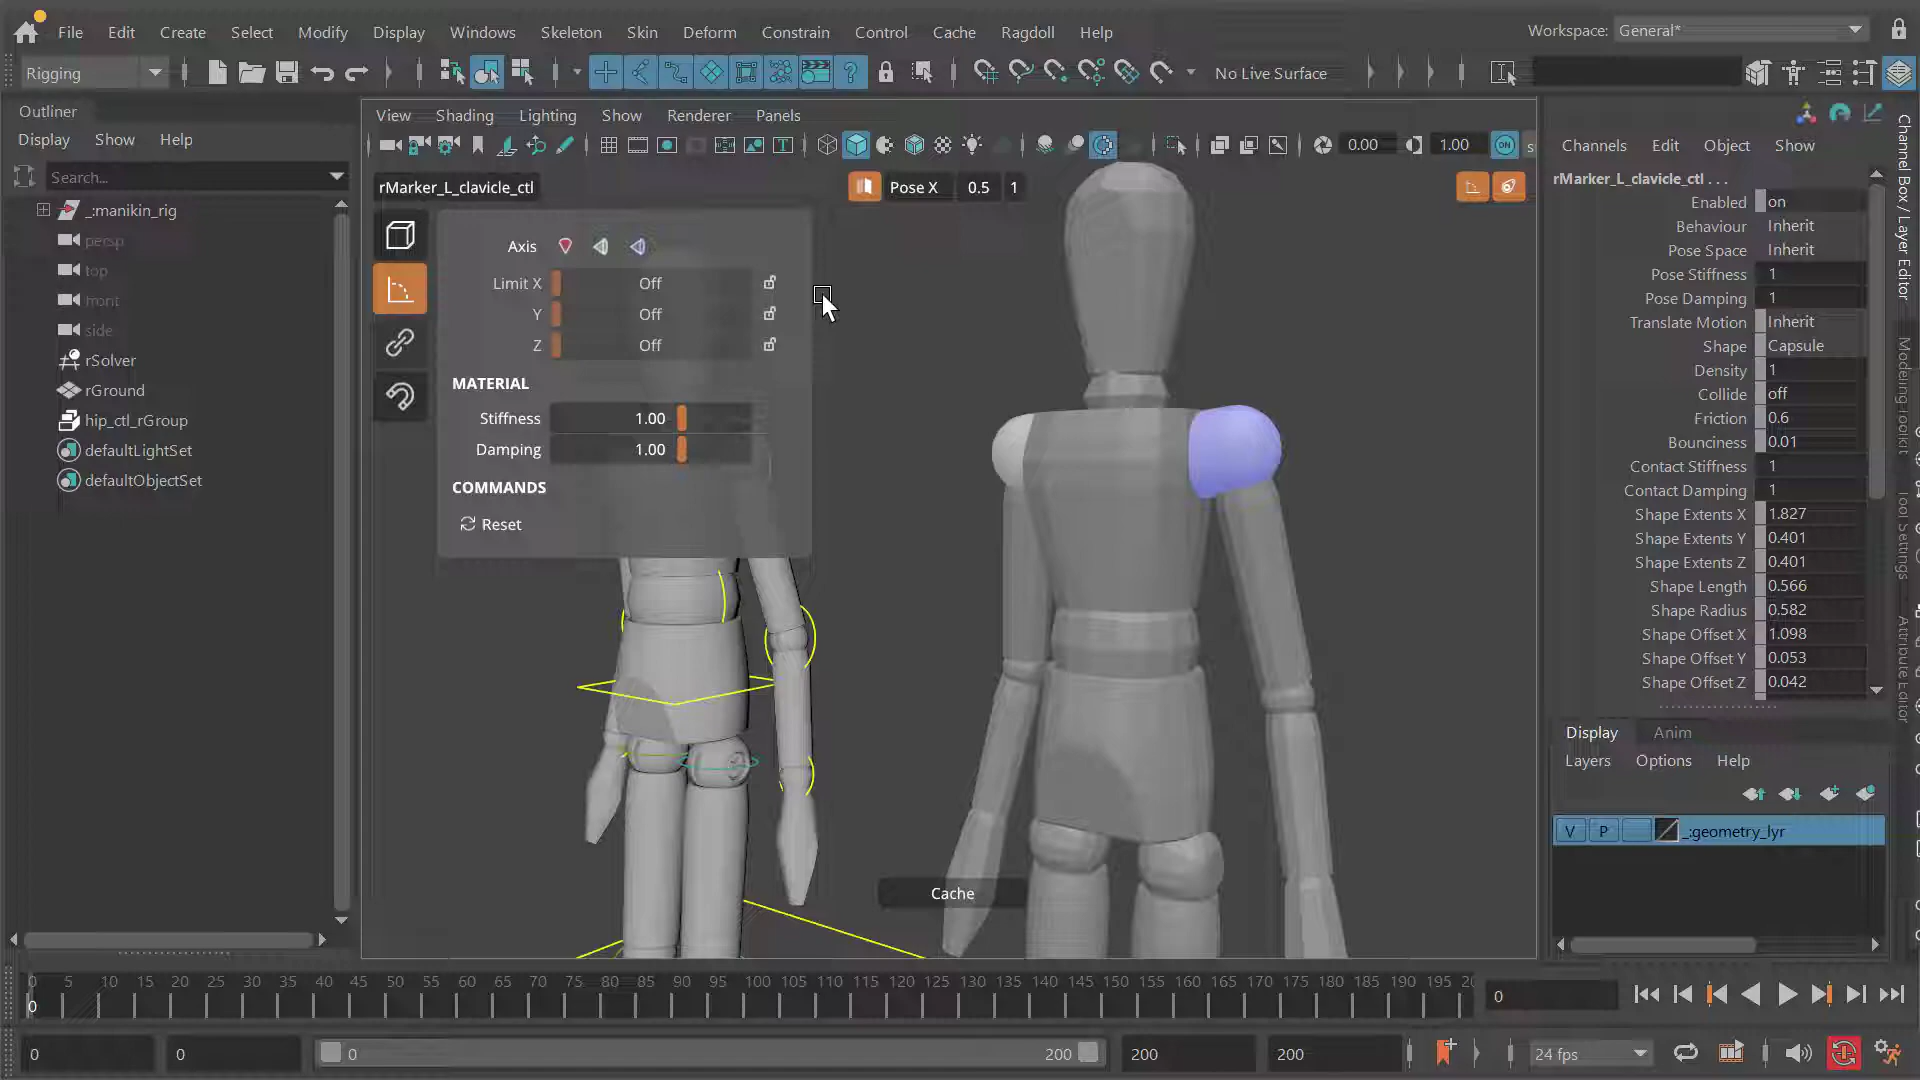 File Edit Create Select Modify Display Windows Skeleton Skin Deform Constrain Control Cache Ragdoll Help
Workspace: General*
Rigging
No Live Surface
Outliner
Display Show Help
Search...
_:manikin_rig
persp
top
front
side
rSolver
rGround
hip_ctl_rGroup
defaultLightSet
defaultObjectSet
View Shading Lighting Show Renderer Panels
0.00 1.00 ON
rMarker_L_clavicle_ctl
Pose X 0.5 1
Axis
Limit X Off
Y Off
Z Off
MATERIAL
Stiffness 1.00
Damping 1.00
COMMANDS
Reset
Cache
Channels Edit Object Show
rMarker_L_clavicle_ctl . . .
Enabled on
Behaviour Inherit
Pose Space Inherit
Pose Stiffness 1
Pose Damping 1
Translate Motion Inherit
Shape Capsule
Density 1
Collide off
Friction 0.6
Bounciness 0.01
Contact Stiffness 1
Contact Damping 1
Shape Extents X 1.827
Shape Extents Y 0.401
Shape Extents Z 0.401
Shape Length 0.566
Shape Radius 0.582
Shape Offset X 1.098
Shape Offset Y 0.053
Shape Offset Z 0.042
Channel Box / Layer Editor
Modeling Toolkit
Tool Settings
Attribute Editor
Display Anim
Layers Options Help
V P _:geometry_lyr
0 5 10 15 20 25 30 35 40 45 50 55 60 65 70 75 80 85 90 95 100 105 110 115 120 125 130 135 140 145 150 155 160 165 170 175 180 185 190 195
0
0
0 0 0 200 200 200 24 fps